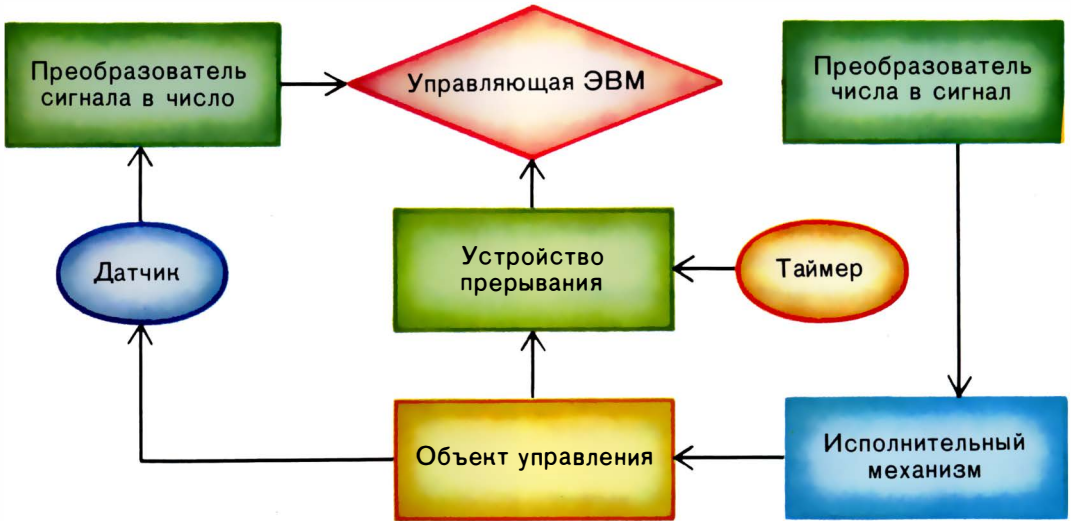 Преобразователь
сигнала в число
Управляющая ЭВМ
Преобразователь
числа в сигнал
Датчик
Устройство
прерывания
Таймер
Объект управления
Исполнительный
механизм